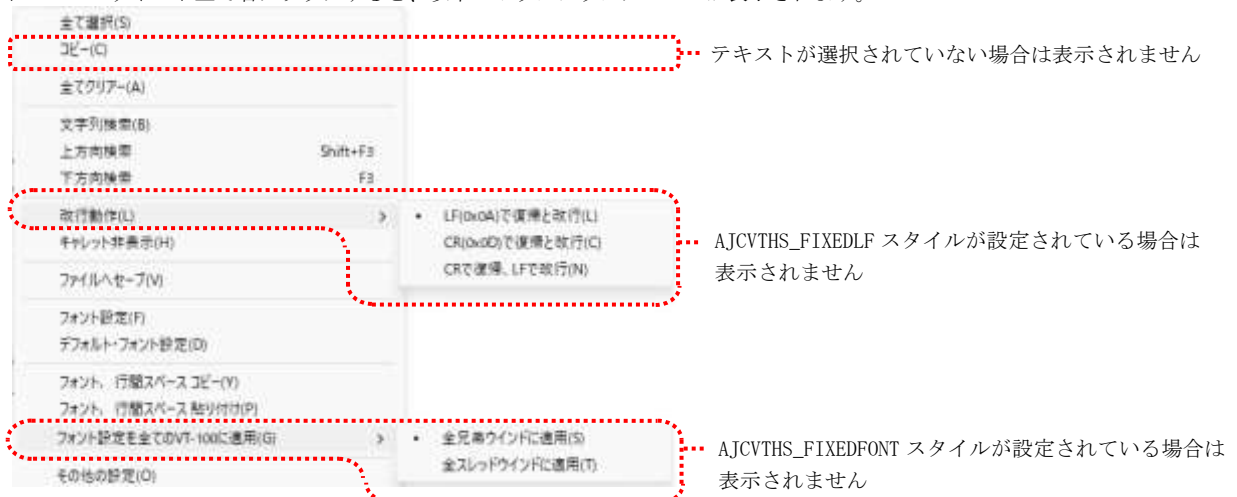 全て選択(S)
コピー(C)
テキストが選択されていない場合は表示されません
全てクリアー(A)
文字列検索(B)
上方向検索 Shift+F3
下方向検索 F3
改行動作(L) >
• LF(0x0A)で復帰と改行(L)
キャレット非表示(H)
CR(0x0D)で復帰と改行(C)
CRで復帰、LFで改行(N)
AJCVTHS_FIXEDLF スタイルが設定されている場合は
表示されません
ファイルへセーブ(V)
フォント設定(F)
デフォルト・フォント設定(D)
フォント、行間スペース コピー(Y)
フォント、行間スペース 貼り付け(P)
フォント設定を全てのVT-100に適用(G) >
• 全兄弟ウインドに適用(S)
全スレッドウインドに適用(T)
AJCVTHS_FIXEDFONT スタイルが設定されている場合は
表示されません
その他の設定(O)